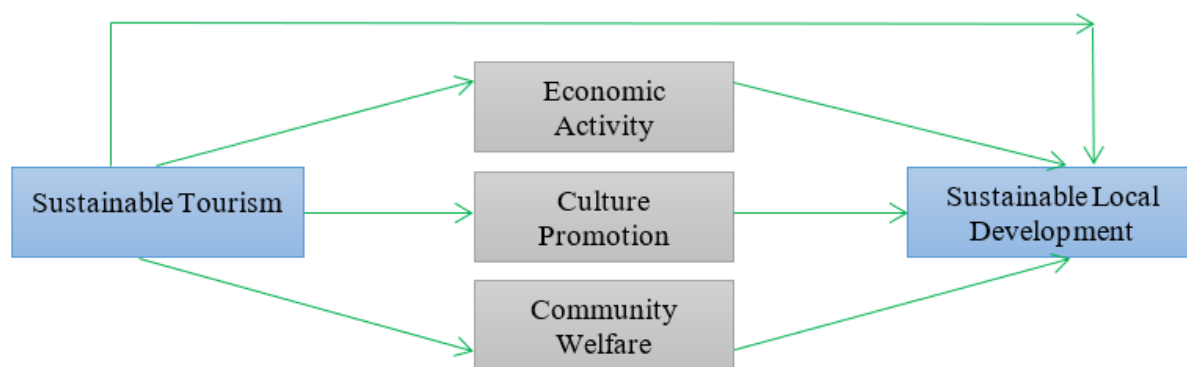 Economic
Activity
Sustainable Tourism
Culture
Promotion
Sustainable Local
Development
Community
Welfare